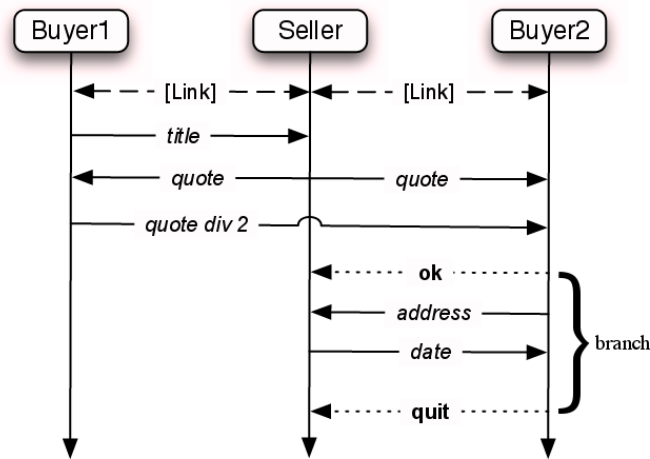 Buyer1 Seller Buyer2
[Link] [Link]
title
quote quote
quote div 2
ok
address
branch
date
quit